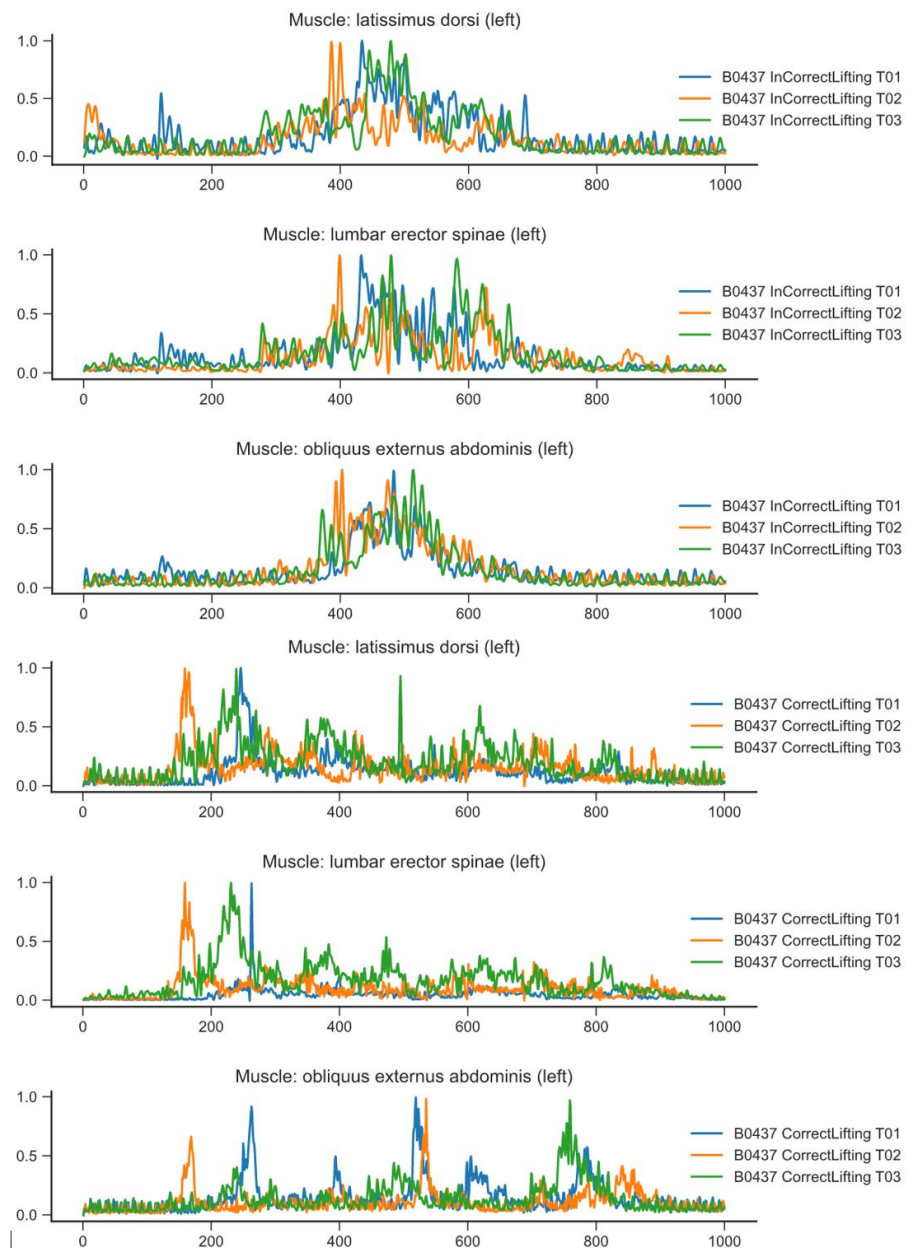 Muscle: latissimus dorsi (left)
1.0
0.5
0.0
B0437 InCorrectLifting T01
B0437 InCorrectLifting T02
B0437 InCorrectLifting T03
0 200 400 600 800 1000
Muscle: lumbar erector spinae (left)
1.0
0.5
0.0
B0437 InCorrectLifting T01
B0437 InCorrectLifting T02
B0437 InCorrectLifting T03
0 200 400 600 800 1000
Muscle: obliquus externus abdominis (left)
1.0
0.5
0.0
B0437 InCorrectLifting T01
B0437 InCorrectLifting T02
B0437 InCorrectLifting T03
0 200 400 600 800 1000
Muscle: latissimus dorsi (left)
1.0
0.5
0.0
B0437 CorrectLifting T01
B0437 CorrectLifting T02
B0437 CorrectLifting T03
0 200 400 600 800 1000
Muscle: lumbar erector spinae (left)
1.0
0.5
0.0
B0437 CorrectLifting T01
B0437 CorrectLifting T02
B0437 CorrectLifting T03
0 200 400 600 800 1000
Muscle: obliquus externus abdominis (left)
1.0
0.5
0.0
B0437 CorrectLifting T01
B0437 CorrectLifting T02
B0437 CorrectLifting T03
0 200 400 600 800 1000